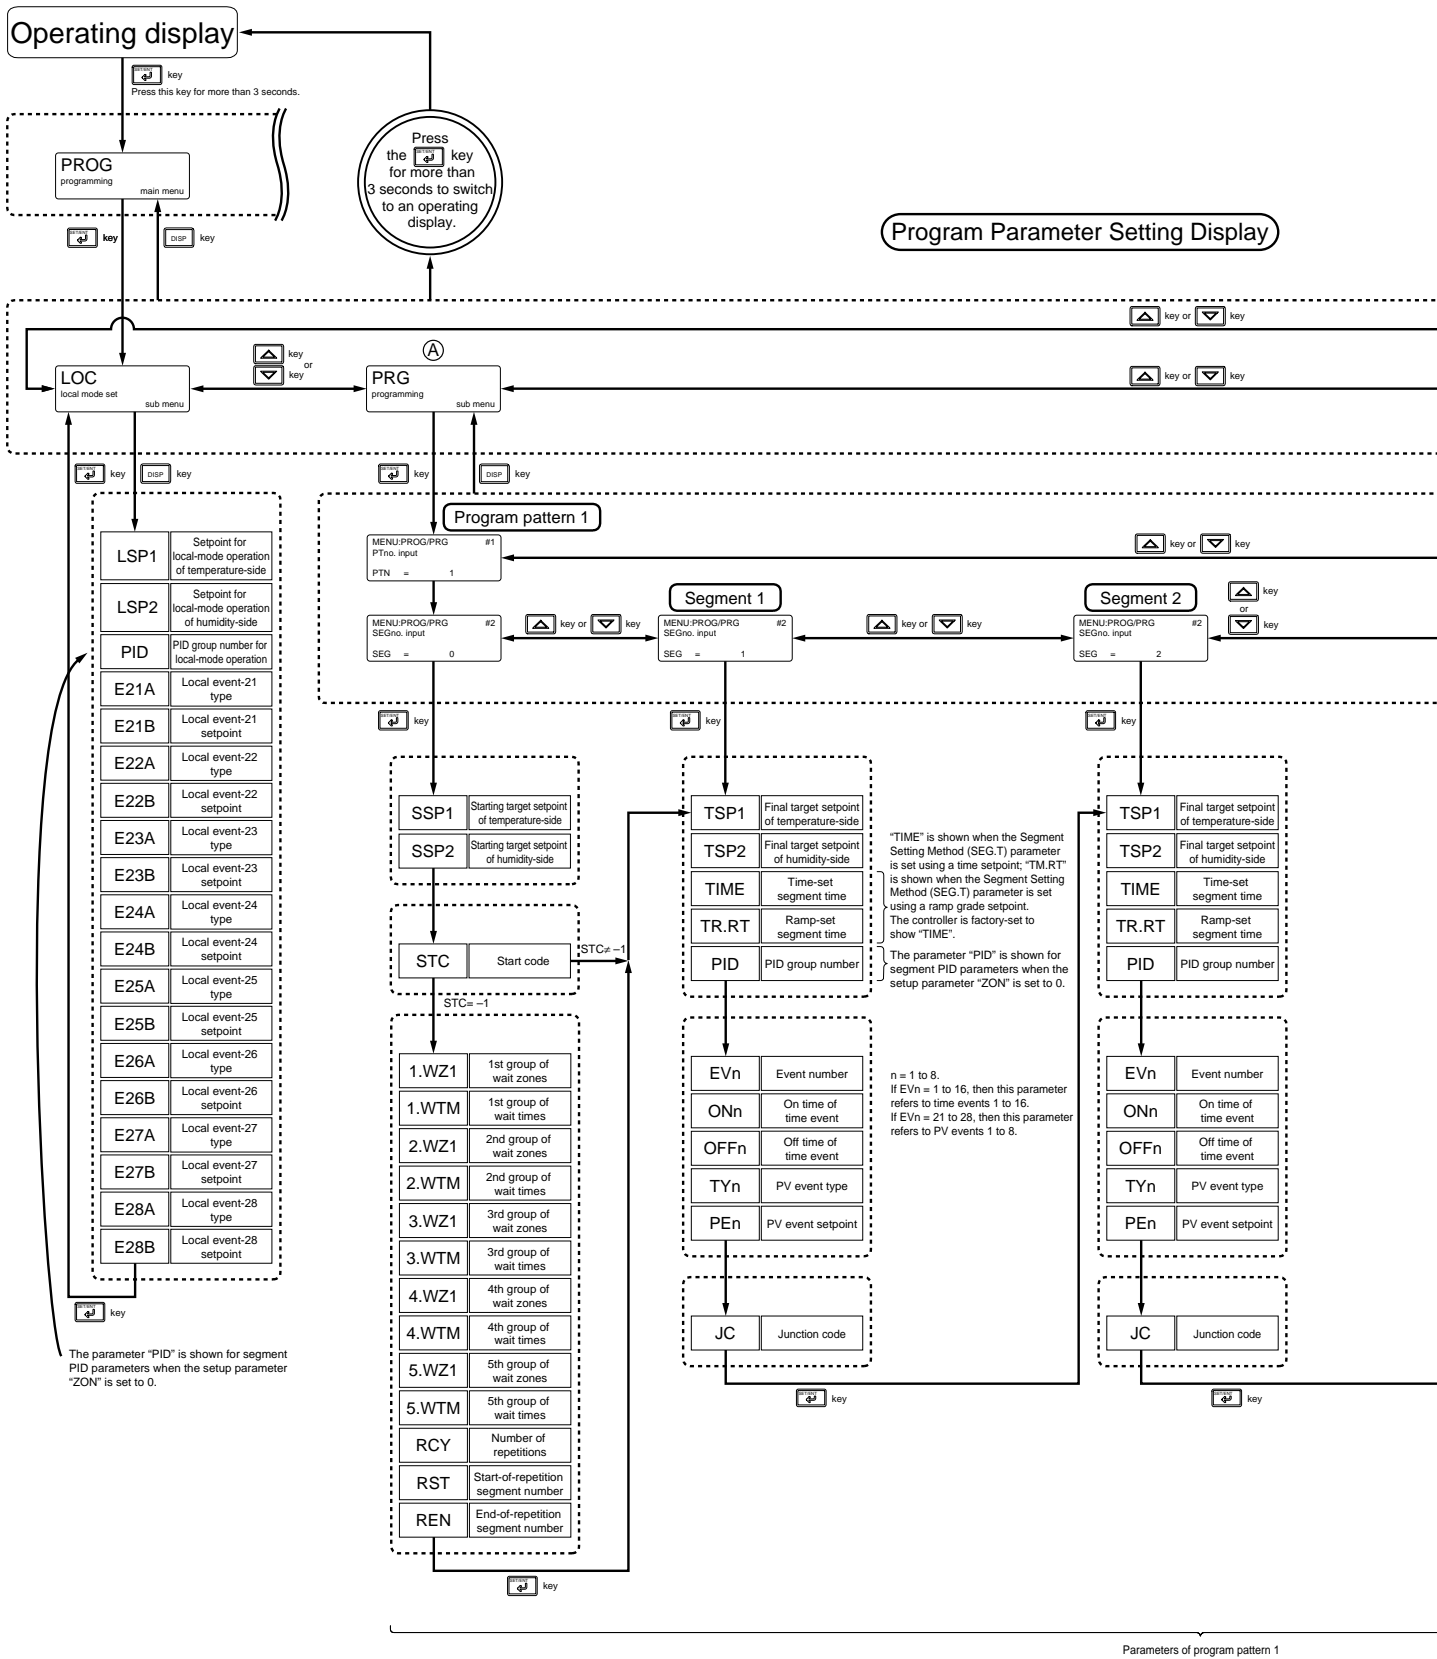 Operating display
SET/ENT
key
Press this key for more than 3 seconds.
PROG
programming
main menu
SET/ENT
key
DISP
key
Press
the SET/ENT key
for more than
3 seconds to switch
to an operating
display.
Program Parameter Setting Display
key or key
LOC
local mode set
sub menu
key
or
key
A
PRG
programming
sub menu
key or key
SET/ENT
key
DISP
key
SET/ENT
key
DISP
key
LSP1 Setpoint for
local-mode operation
of temperature-side
LSP2 Setpoint for
local-mode operation
of humidity-side
PID PID group number for
local-mode operation
E21A Local event-21
type
E21B Local event-21
setpoint
E22A Local event-22
type
E22B Local event-22
setpoint
E23A Local event-23
type
E23B Local event-23
setpoint
E24A Local event-24
type
E24B Local event-24
setpoint
E25A Local event-25
type
E25B Local event-25
setpoint
E26A Local event-26
type
E26B Local event-26
setpoint
E27A Local event-27
type
E27B Local event-27
setpoint
E28A Local event-28
type
E28B Local event-28
setpoint
SET/ENT
key
The parameter “PID” is shown for segment
PID parameters when the setup parameter
“ZON” is set to 0.
Program pattern 1
MENU:PROG/PRG #1
PTno. input
PTN = 1
key or key
MENU:PROG/PRG #2
SEGno. input
SEG = 0
key or key
Segment 1
MENU:PROG/PRG #2
SEGno. input
SEG = 1
key or key
Segment 2
MENU:PROG/PRG #2
SEGno. input
SEG = 2
key
or
key
SET/ENT
key
SET/ENT
key
SET/ENT
key
SSP1 Starting target setpoint
of temperature-side
SSP2 Starting target setpoint
of humidity-side
STC Start code
STC≠ –1
STC= –1
1.WZ1 1st group of
wait zones
1.WTM 1st group of
wait times
2.WZ1 2nd group of
wait zones
2.WTM 2nd group of
wait times
3.WZ1 3rd group of
wait zones
3.WTM 3rd group of
wait times
4.WZ1 4th group of
wait zones
4.WTM 4th group of
wait times
5.WZ1 5th group of
wait zones
5.WTM 5th group of
wait times
RCY Number of
repetitions
RST Start-of-repetition
segment number
REN End-of-repetition
segment number
SET/ENT
key
TSP1 Final target setpoint
of temperature-side
TSP2 Final target setpoint
of humidity-side
TIME Time-set
segment time
TR.RT Ramp-set
segment time
PID PID group number
“TIME” is shown when the Segment
Setting Method (SEG.T) parameter
is set using a time setpoint; “TM.RT”
is shown when the Segment Setting
Method (SEG.T) parameter is set
using a ramp grade setpoint.
The controller is factory-set to
show “TIME”.
The parameter “PID” is shown for
segment PID parameters when the
setup parameter “ZON” is set to 0.
EVn Event number
ONn On time of
time event
OFFn Off time of
time event
TYn PV event type
PEn PV event setpoint
n = 1 to 8.
If EVn = 1 to 16, then this parameter
refers to time events 1 to 16.
If EVn = 21 to 28, then this parameter
refers to PV events 1 to 8.
JC Junction code
SET/ENT
key
TSP1 Final target setpoint
of temperature-side
TSP2 Final target setpoint
of humidity-side
TIME Time-set
segment time
TR.RT Ramp-set
segment time
PID PID group number
EVn Event number
ONn On time of
time event
OFFn Off time of
time event
TYn PV event type
PEn PV event setpoint
JC Junction code
SET/ENT
key
Parameters of program pattern 1